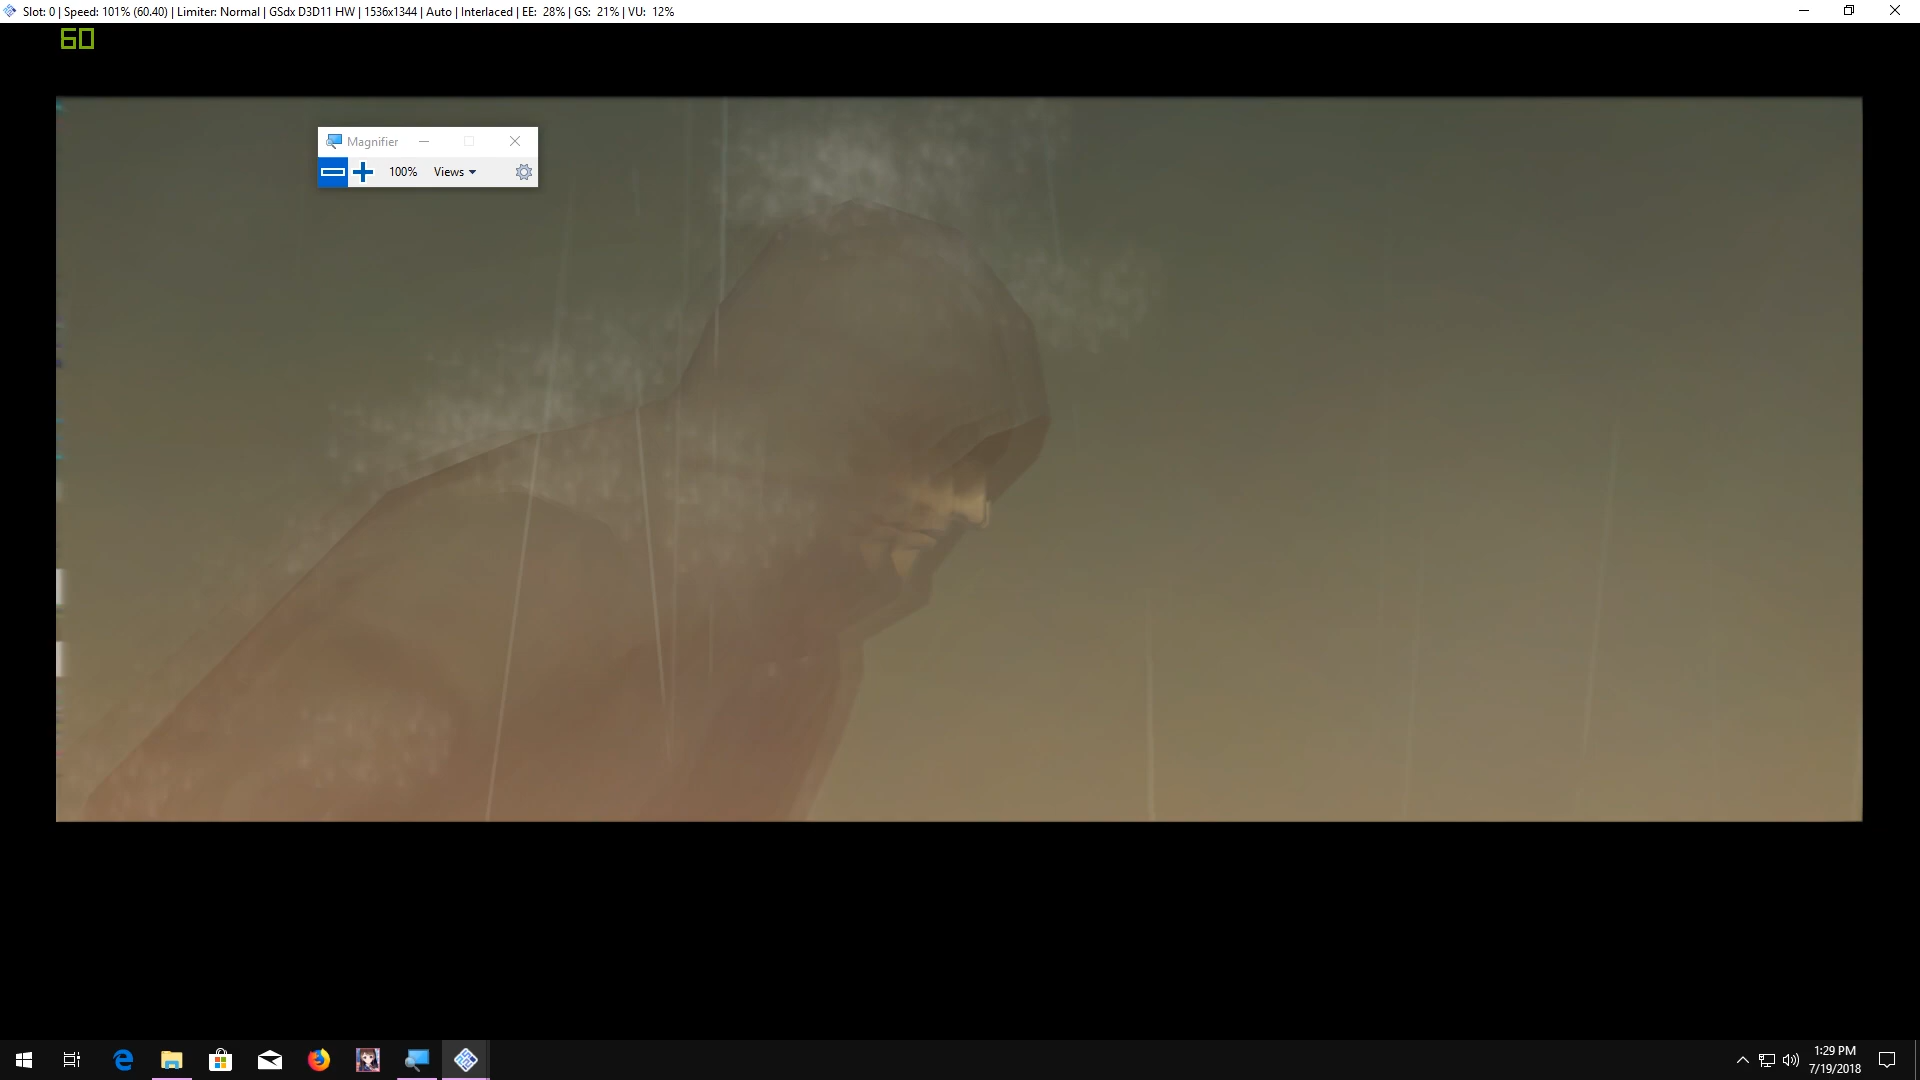 Slot: 0 | Speed: 101% (60.40) | Limiter: Normal | GSdx D3D11 HW | 1536x1344 | Auto | Interlaced | EE: 28% | GS: 21% | VU: 12%
60
Magnifier
100% Views
1:29 PM
7/19/2018